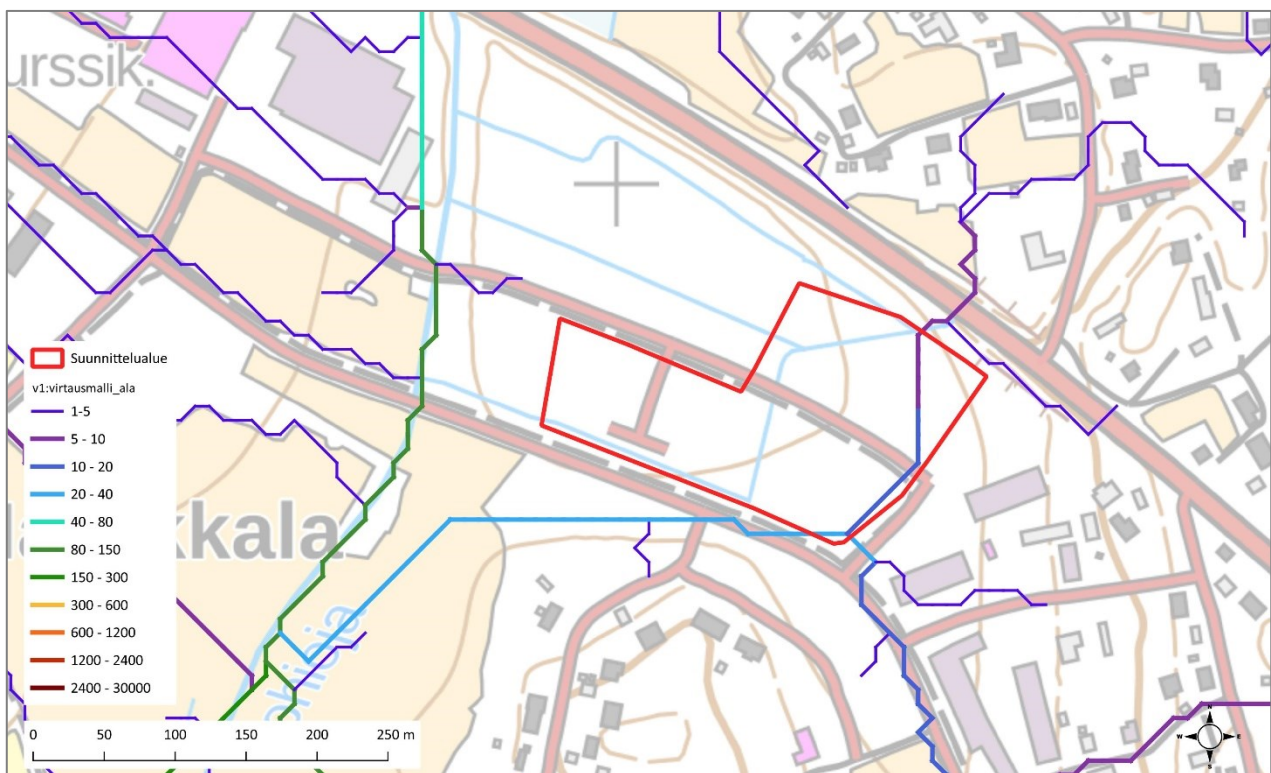 urssik.
Suunnittelualue
v1:virtausmalli_ala
1-5
5 - 10
10 - 20
20 - 40
40 - 80
80 - 150
150 - 300
300 - 600
600 - 1200
1200 - 2400
2400 - 30000
kkala
0 50 100 150 200 250 m
N
W E
S